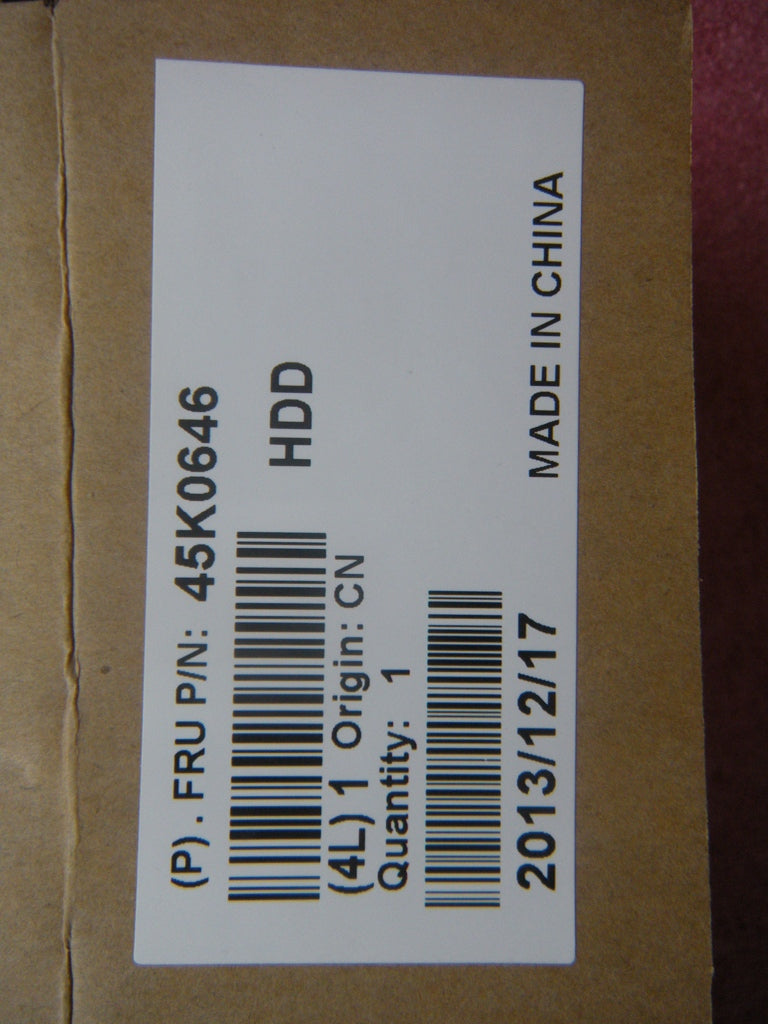 (P) . FRU P/N: 45K0646
HDD
(4L) 1 Origin: CN
Quantity: 1
2013/12/17
MADE IN CHINA